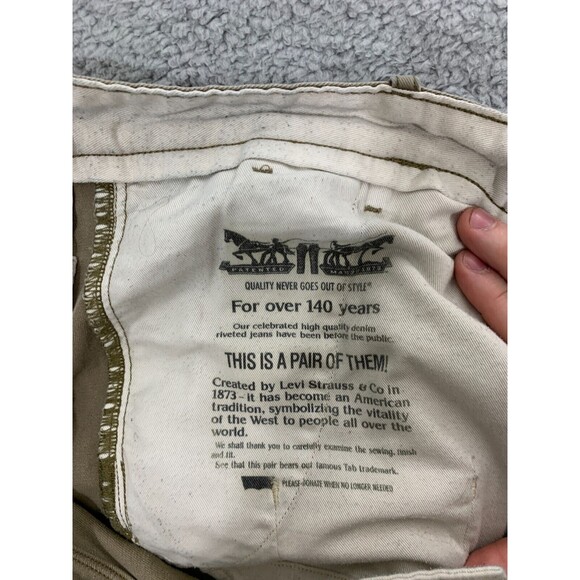 PATENTED MAY 20 1873
QUALITY NEVER GOES OUT OF STYLE®
For over 140 years
Our celebrated high quality denim
riveted jeans have been before the public.
THIS IS A PAIR OF THEM!
Created by Levi Strauss & Co in
1873 - it has become an American
tradition, symbolizing the vitality
of the West to people all over the
world.
We shall thank you to carefully examine the sewing, finish
and fit.
See that this pair bears our famous Tab trademark.
PLEASE DONATE WHEN NO LONGER NEEDED